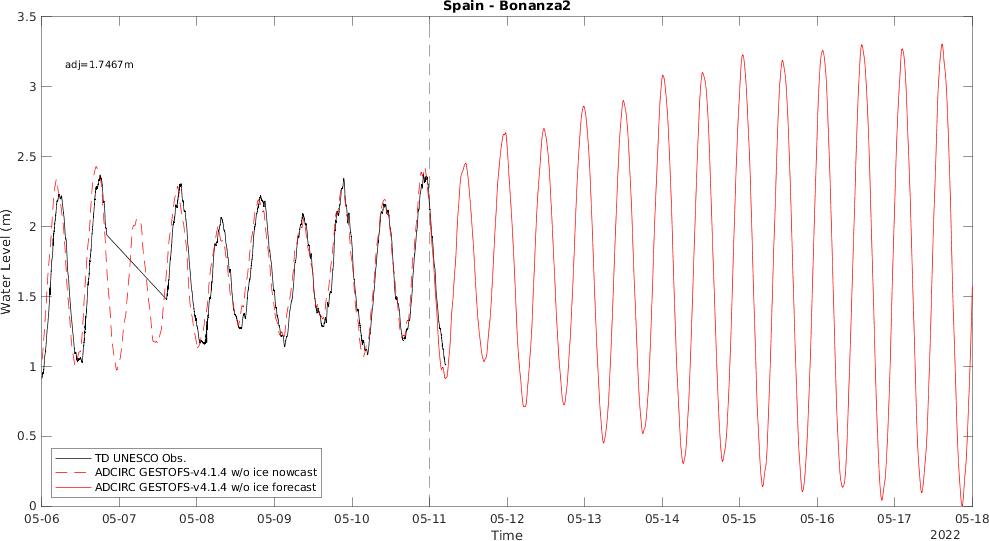 Spain - Bonanza2
adj=1.7467m
Water Level (m)
3.5
3
2.5
2
1.5
1
0.5
0
TD UNESCO Obs.
ADCIRC GESTOFS-v4.1.4 w/o ice nowcast
ADCIRC GESTOFS-v4.1.4 w/o ice forecast
05-06 05-07 05-08 05-09 05-10 05-11 05-12 05-13 05-14 05-15 05-16 05-17 05-18
Time
2022